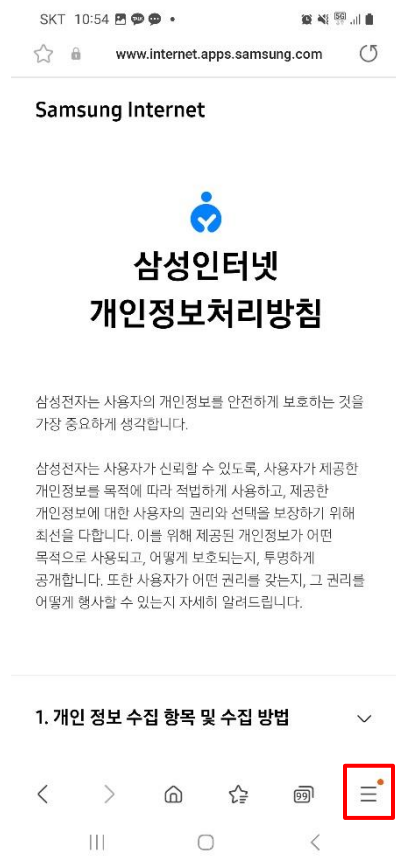 SKT 10:54
5G
www.internet.apps.samsung.com
Samsung Internet
삼성인터넷
개인정보처리방침
삼성전자는 사용자의 개인정보를 안전하게 보호하는 것을
가장 중요하게 생각합니다.
삼성전자는 사용자가 신뢰할 수 있도록, 사용자가 제공한
개인정보를 목적에 따라 적법하게 사용하고, 제공한
개인정보에 대한 사용자의 권리와 선택을 보장하기 위해
최선을 다합니다. 이를 위해 제공된 개인정보가 어떤
목적으로 사용되고, 어떻게 보호되는지, 투명하게
공개합니다. 또한 사용자가 어떤 권리를 갖는지, 그 권리를
어떻게 행사할 수 있는지 자세히 알려드립니다.
1. 개인 정보 수집 항목 및 수집 방법
99